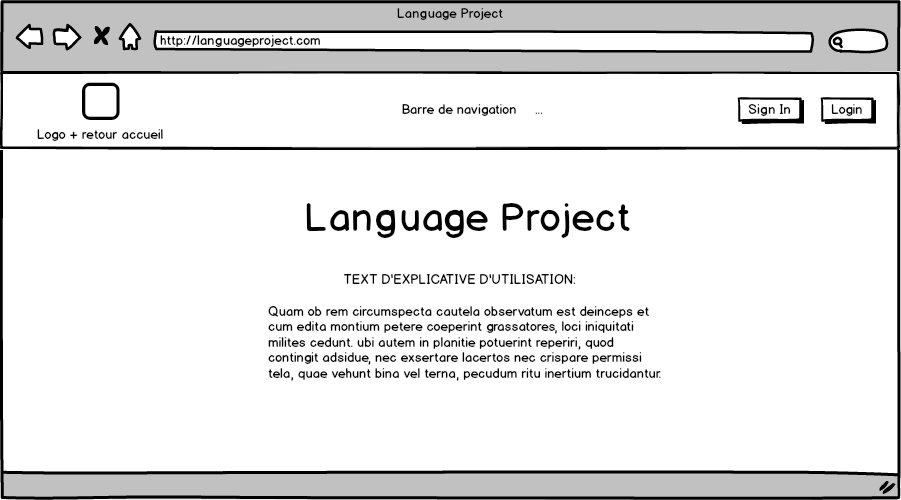 Language Project
http://languageproject.com
Barre de navigation ...
Sign In
Login
Logo + retour accueil
Language Project
TEXT D'EXPLICATIVE D'UTILISATION:
Quam ob rem circumspecta cautela observatum est deinceps et
cum edita montium petere coeperint grassatores, loci iniquitati
milites cedunt. ubi autem in planitie potuerint reperiri, quod
contingit adsidue, nec exsertare lacertos nec crispare permissi
tela, quae vehunt bina vel terna, pecudum ritu inertium trucidantur.